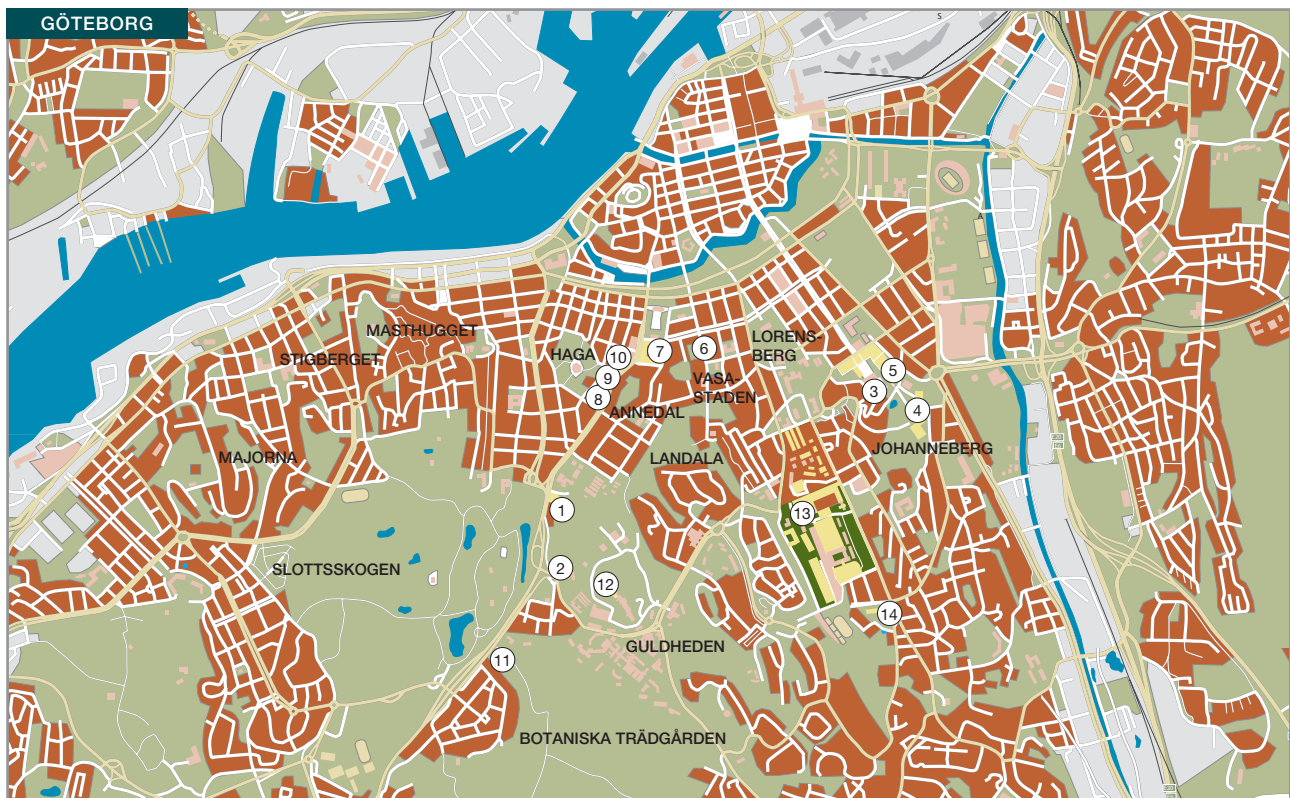 GÖTEBORG
S
A
MASTHUGGET
STIGBERGET
HAGA
10
7
6
LORENS-
BERG
9
8
ANNEDAL
VASA-
STADEN
5
3
4
MAJORNA
LANDALA
JOHANNEBERG
1
13
SLOTTSSKOGEN
2
12
14
GULDHEDEN
11
BOTANISKA TRÄDGÅRDEN